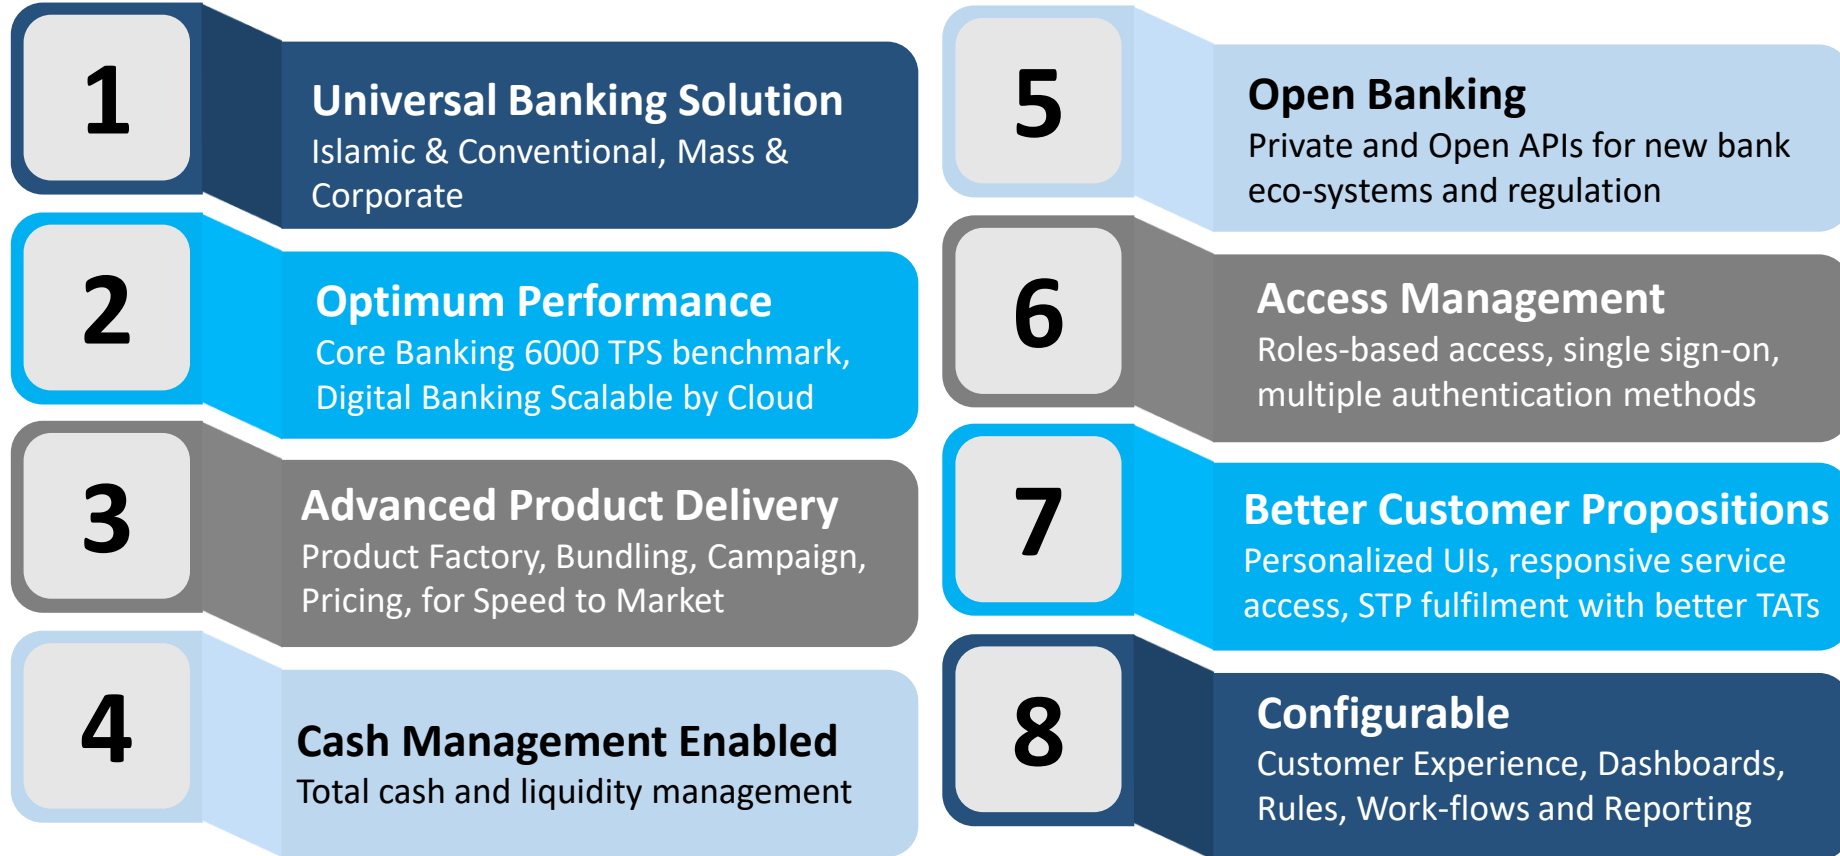 1
Universal Banking Solution
Islamic & Conventional, Mass &
Corporate
2
Optimum Performance
Core Banking 6000 TPS benchmark,
Digital Banking Scalable by Cloud
3
Advanced Product Delivery
Product Factory, Bundling, Campaign,
Pricing, for Speed to Market
4
Cash Management Enabled
Total cash and liquidity management
5
Open Banking
Private and Open APIs for new bank
eco-systems and regulation
6
Access Management
Roles-based access, single sign-on,
multiple authentication methods
7
Better Customer Propositions
Personalized UIs, responsive service
access, STP fulfilment with better TATs
8
Configurable
Customer Experience, Dashboards,
Rules, Work-flows and Reporting